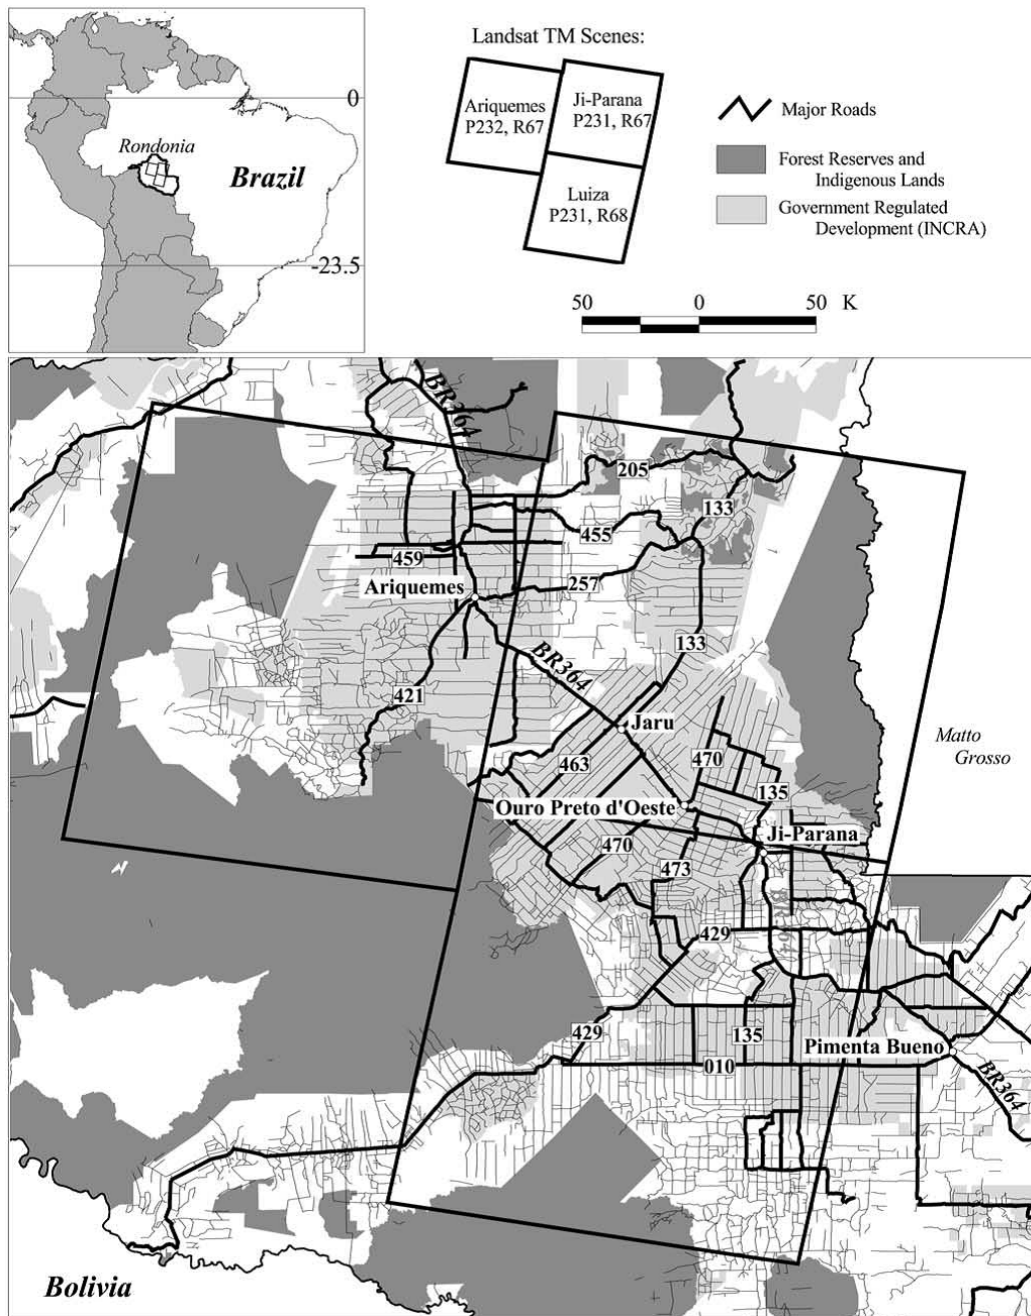 Landsat TM Scenes:
Ariquemes
P232, R67
Ji-Parana
P231, R67
Luiza
P231, R68
Major Roads
Forest Reserves and
Indigenous Lands
Government Regulated
Development (INCRA)
50 0 50 K
0
Rondonia
Brazil
-23.5
BR364
205
133
455
459
257
Ariquemes
133
BR364
421
Jaru
Matto
Grosso
463
470
135
Ouro Preto d'Oeste
Ji-Parana
470
473
429
429
135
Pimenta Bueno
010
BR364
Bolivia